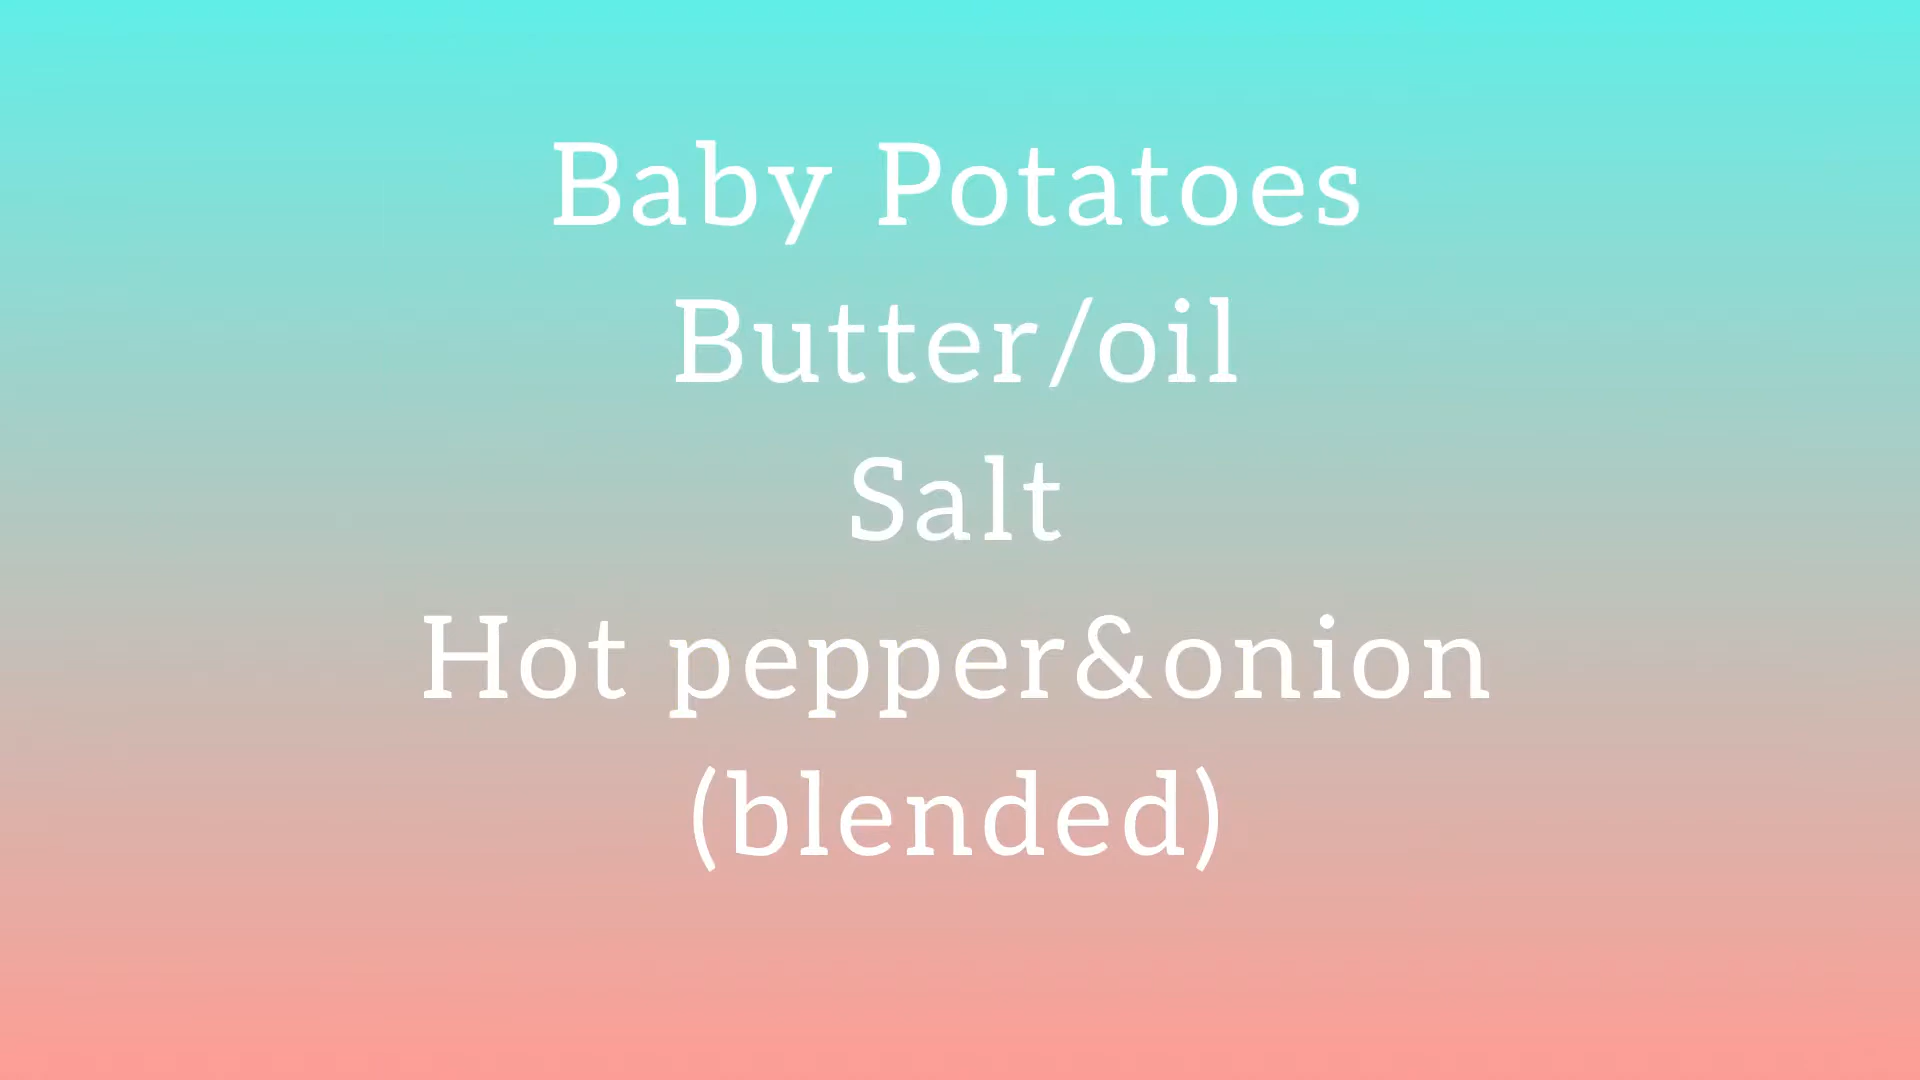 Baby Potatoes
Butter/oil
Salt
Hot pepper&onion
(blended)